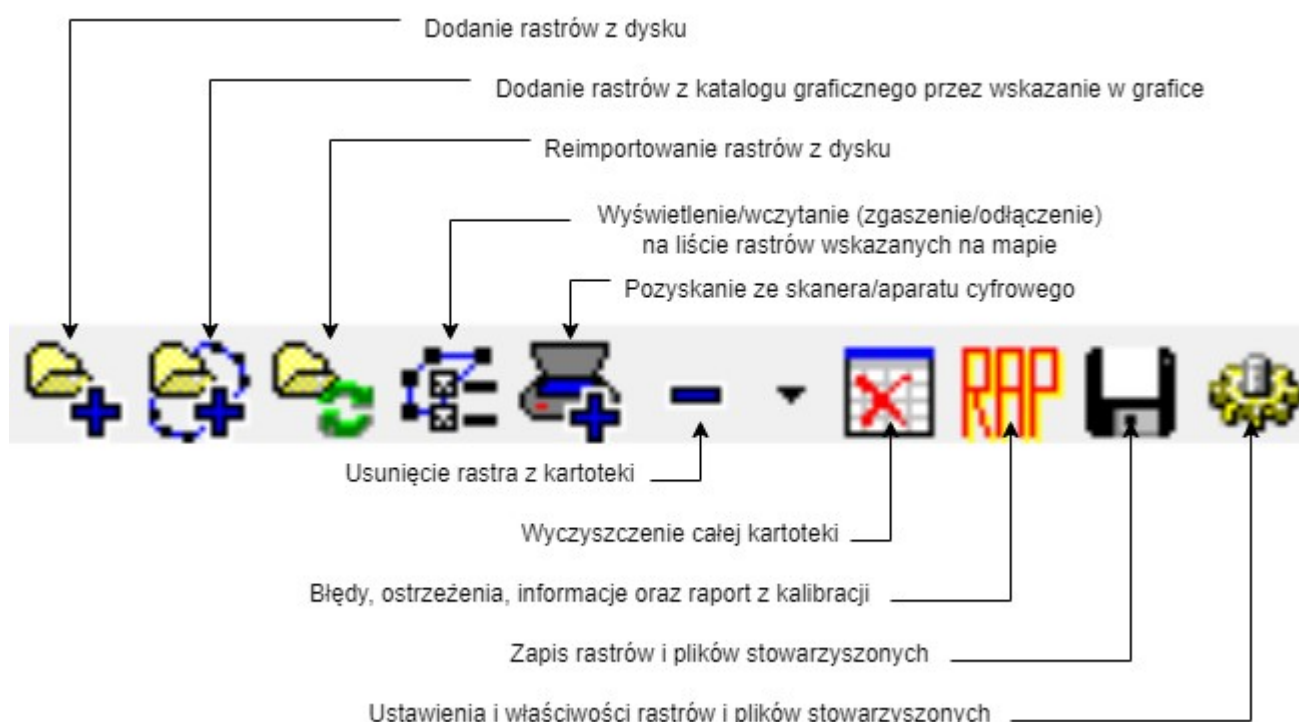 Dodanie rastrów z dysku
Dodanie rastrów z katalogu graficznego przez wskazanie w grafice
Reimportowanie rastrów z dysku
Wyświetlenie/wczytanie (zgaszenie/odłączenie)
na liście rastrów wskazanych na mapie
Pozyskanie ze skanera/aparatu cyfrowego
RAP
Usunięcie rastra z kartoteki
Wyczyszczenie całej kartoteki
Błędy, ostrzeżenia, informacje oraz raport z kalibracji
Zapis rastrów i plików stowarzyszonych
Ustawienia i właściwości rastrów i plików stowarzyszonych